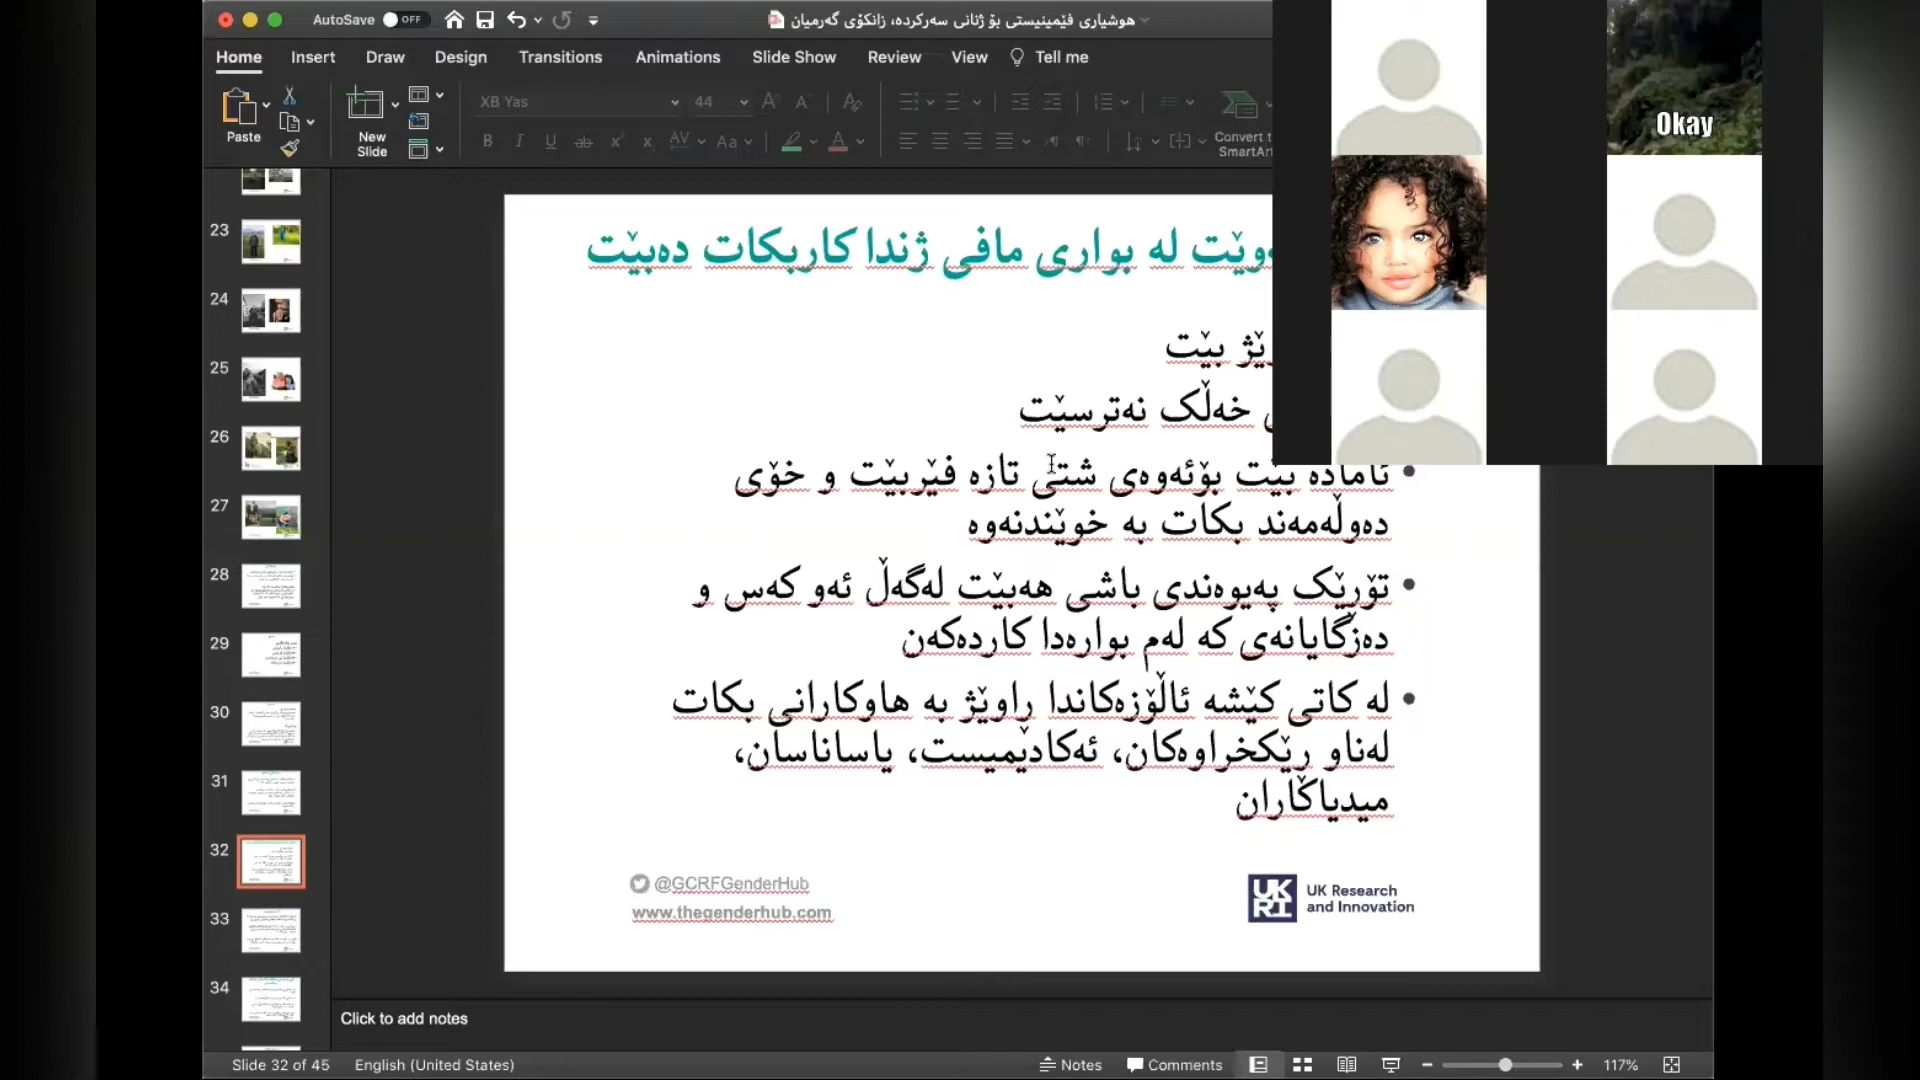 AutoSave OFF
هوشیاری فێمینیستی بۆ ژنانی سەرکردە، زانکۆی گەرمیان
Home Insert Draw Design Transitions Animations Slide Show Review View Tell me
Paste
New
Slide
XB Yas 44
Convert t
SmartArt
Okay
لە بواری مافی ژندا کاربکات دەبێت
بێت
خەڵک نەترسێت
ئامادە بێت بۆئەوەی شتی تازە فێربێت و خۆی
دەوڵەمەند بکات بە خوێندنەوە
تۆڕێک پەیوەندی باشی هەبێت لەگەڵ ئەو کەس و
دەزگایانەی کە لەم بوارەدا کاردەکەن
لە کاتی کێشە ئاڵۆزەکاندا ڕاوێژ بە هاوکارانی بکات
لەناو ڕێکخراوەکان، ئەکادێمیست، یاساناسان،
میدیاکاران
@GCRFGenderHub
www.thegenderhub.com
UK
RI
UK Research
and Innovation
23
24
25
26
27
28
29
30
31
32
33
34
Click to add notes
Slide 32 of 45 English (United States) Notes Comments 117%